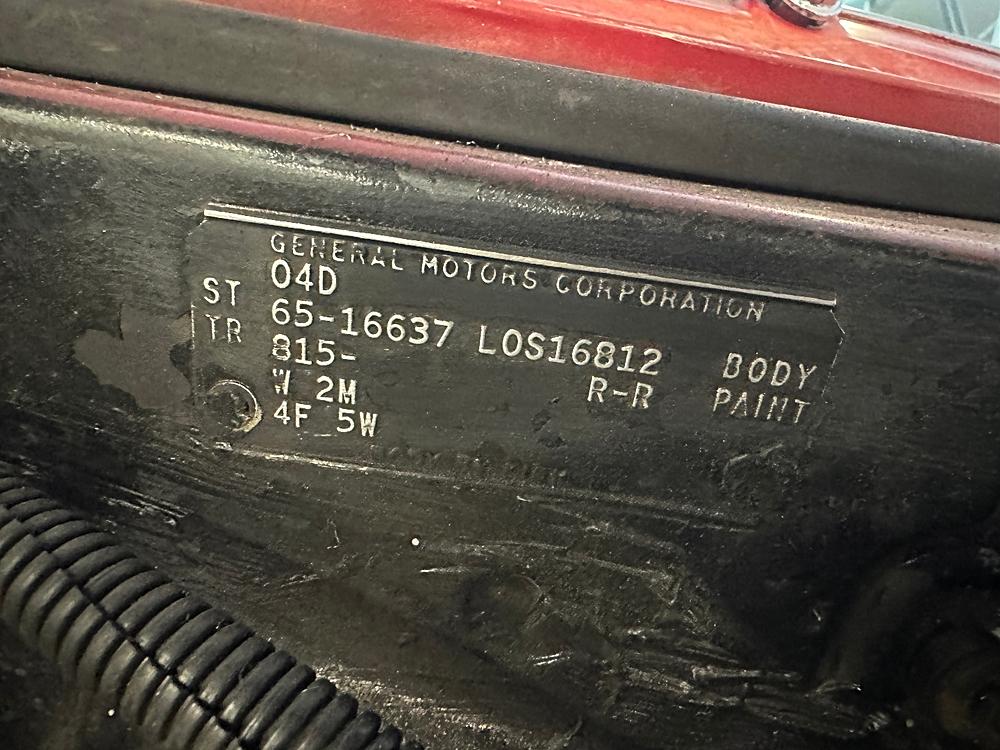 GENERAL MOTORS CORPORATION
04D
ST 65-16637 LOS16812 BODY
TR 815- R-R PAINT
W 2M
4F 5W